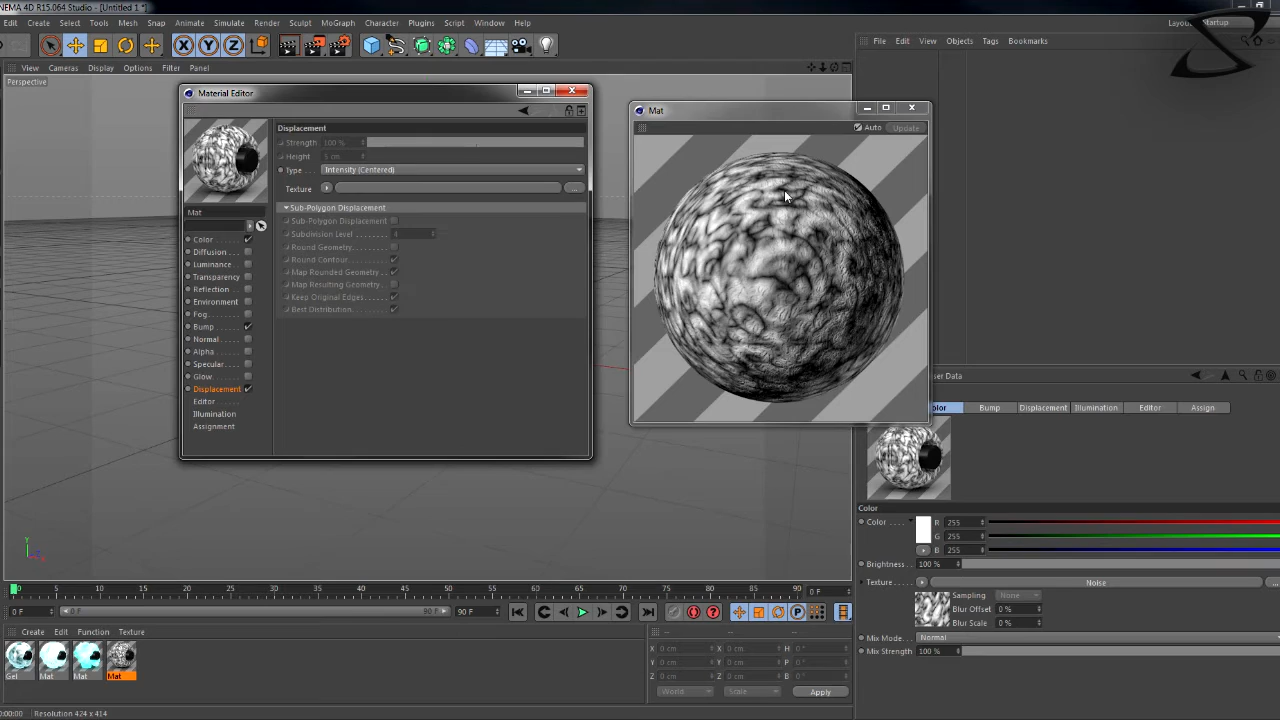 NEMA 4D R15.064 Studio - [Untitled 1 *]
Edit Create Select Tools Mesh Snap Animate Simulate Render Sculpt MoGraph Character Plugins Script Window Help
Startup
File Edit View Objects Tags Bookmarks
View Cameras Display Options Filter Panel
Perspective
Material Editor
Mat
Auto Update
Displacement
Strength 100 %
Height 5 cm
Type Intensity (Centered)
Texture ...
Sub-Polygon Displacement
Sub-Polygon Displacement
Subdivision Level 4
Round Geometry
Round Contour
Map Rounded Geometry
Map Resulting Geometry
Keep Original Edges
Best Distribution
Mat
Color
Diffusion
Luminance
Transparency
Reflection
Environment
Fog
Bump
Normal
Alpha
Specular
Glow
Displacement
Editor
Illumination
Assignment
ser Data
olor Bump Displacement Illumination Editor Assign
Color
Color R 255
G 255
B 255
Brightness 100 %
Texture Noise ...
Sampling None
Blur Offset 0 %
Blur Scale 0 %
Mix Mode Normal
Mix Strength 100 %
Y
0 5 10 15 20 25 30 35 40 45 50 55 60 65 70 75 80 85 90 0 F
0 F 0 F 90 F 90 F
Create Edit Function Texture
Gel Mat Mat Mat
-- -- --
X 0 cm X 0 cm H 0 °
Y 0 cm Y 0 cm P 0 °
Z 0 cm Z 0 cm B 0 °
World Scale Apply
00:00:00 Resolution 424 x 414